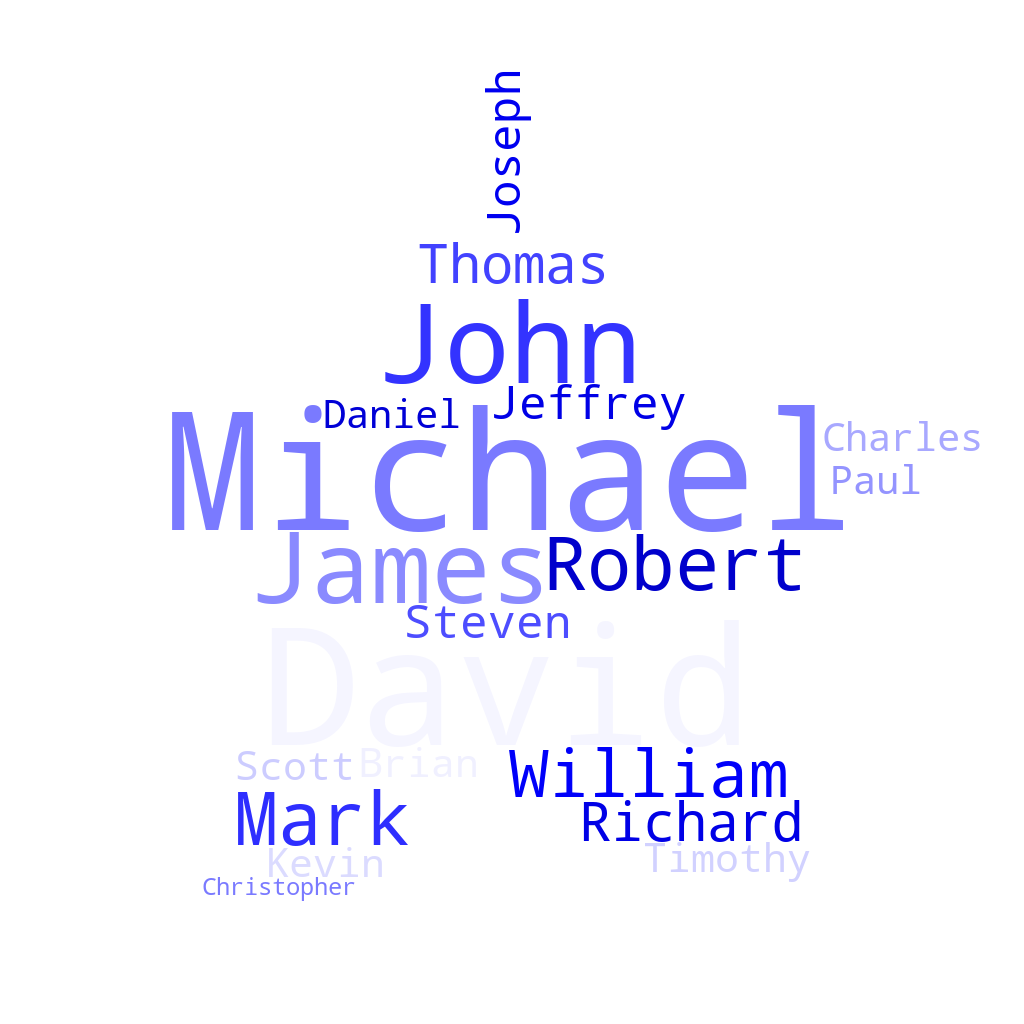 Joseph
Thomas
John
Daniel Jeffrey
Michael
Charles
Paul
James Robert
Steven
David
Scott Brian William
Mark Richard
Kevin Timothy
Christopher